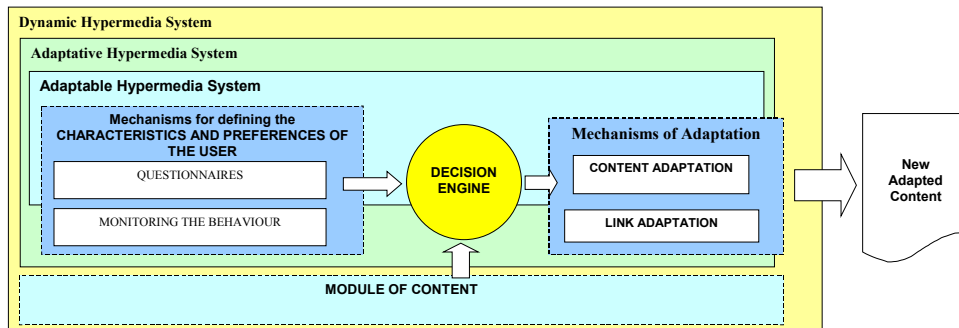 Dynamic Hypermedia System
Adaptative Hypermedia System
Adaptable Hypermedia System
Mechanisms for defining the
CHARACTERISTICS AND PREFERENCES OF
THE USER
QUESTIONNAIRES
MONITORING THE BEHAVIOUR
DECISION
ENGINE
Mechanisms of Adaptation
CONTENT ADAPTATION
LINK ADAPTATION
New
Adapted
Content
MODULE OF CONTENT